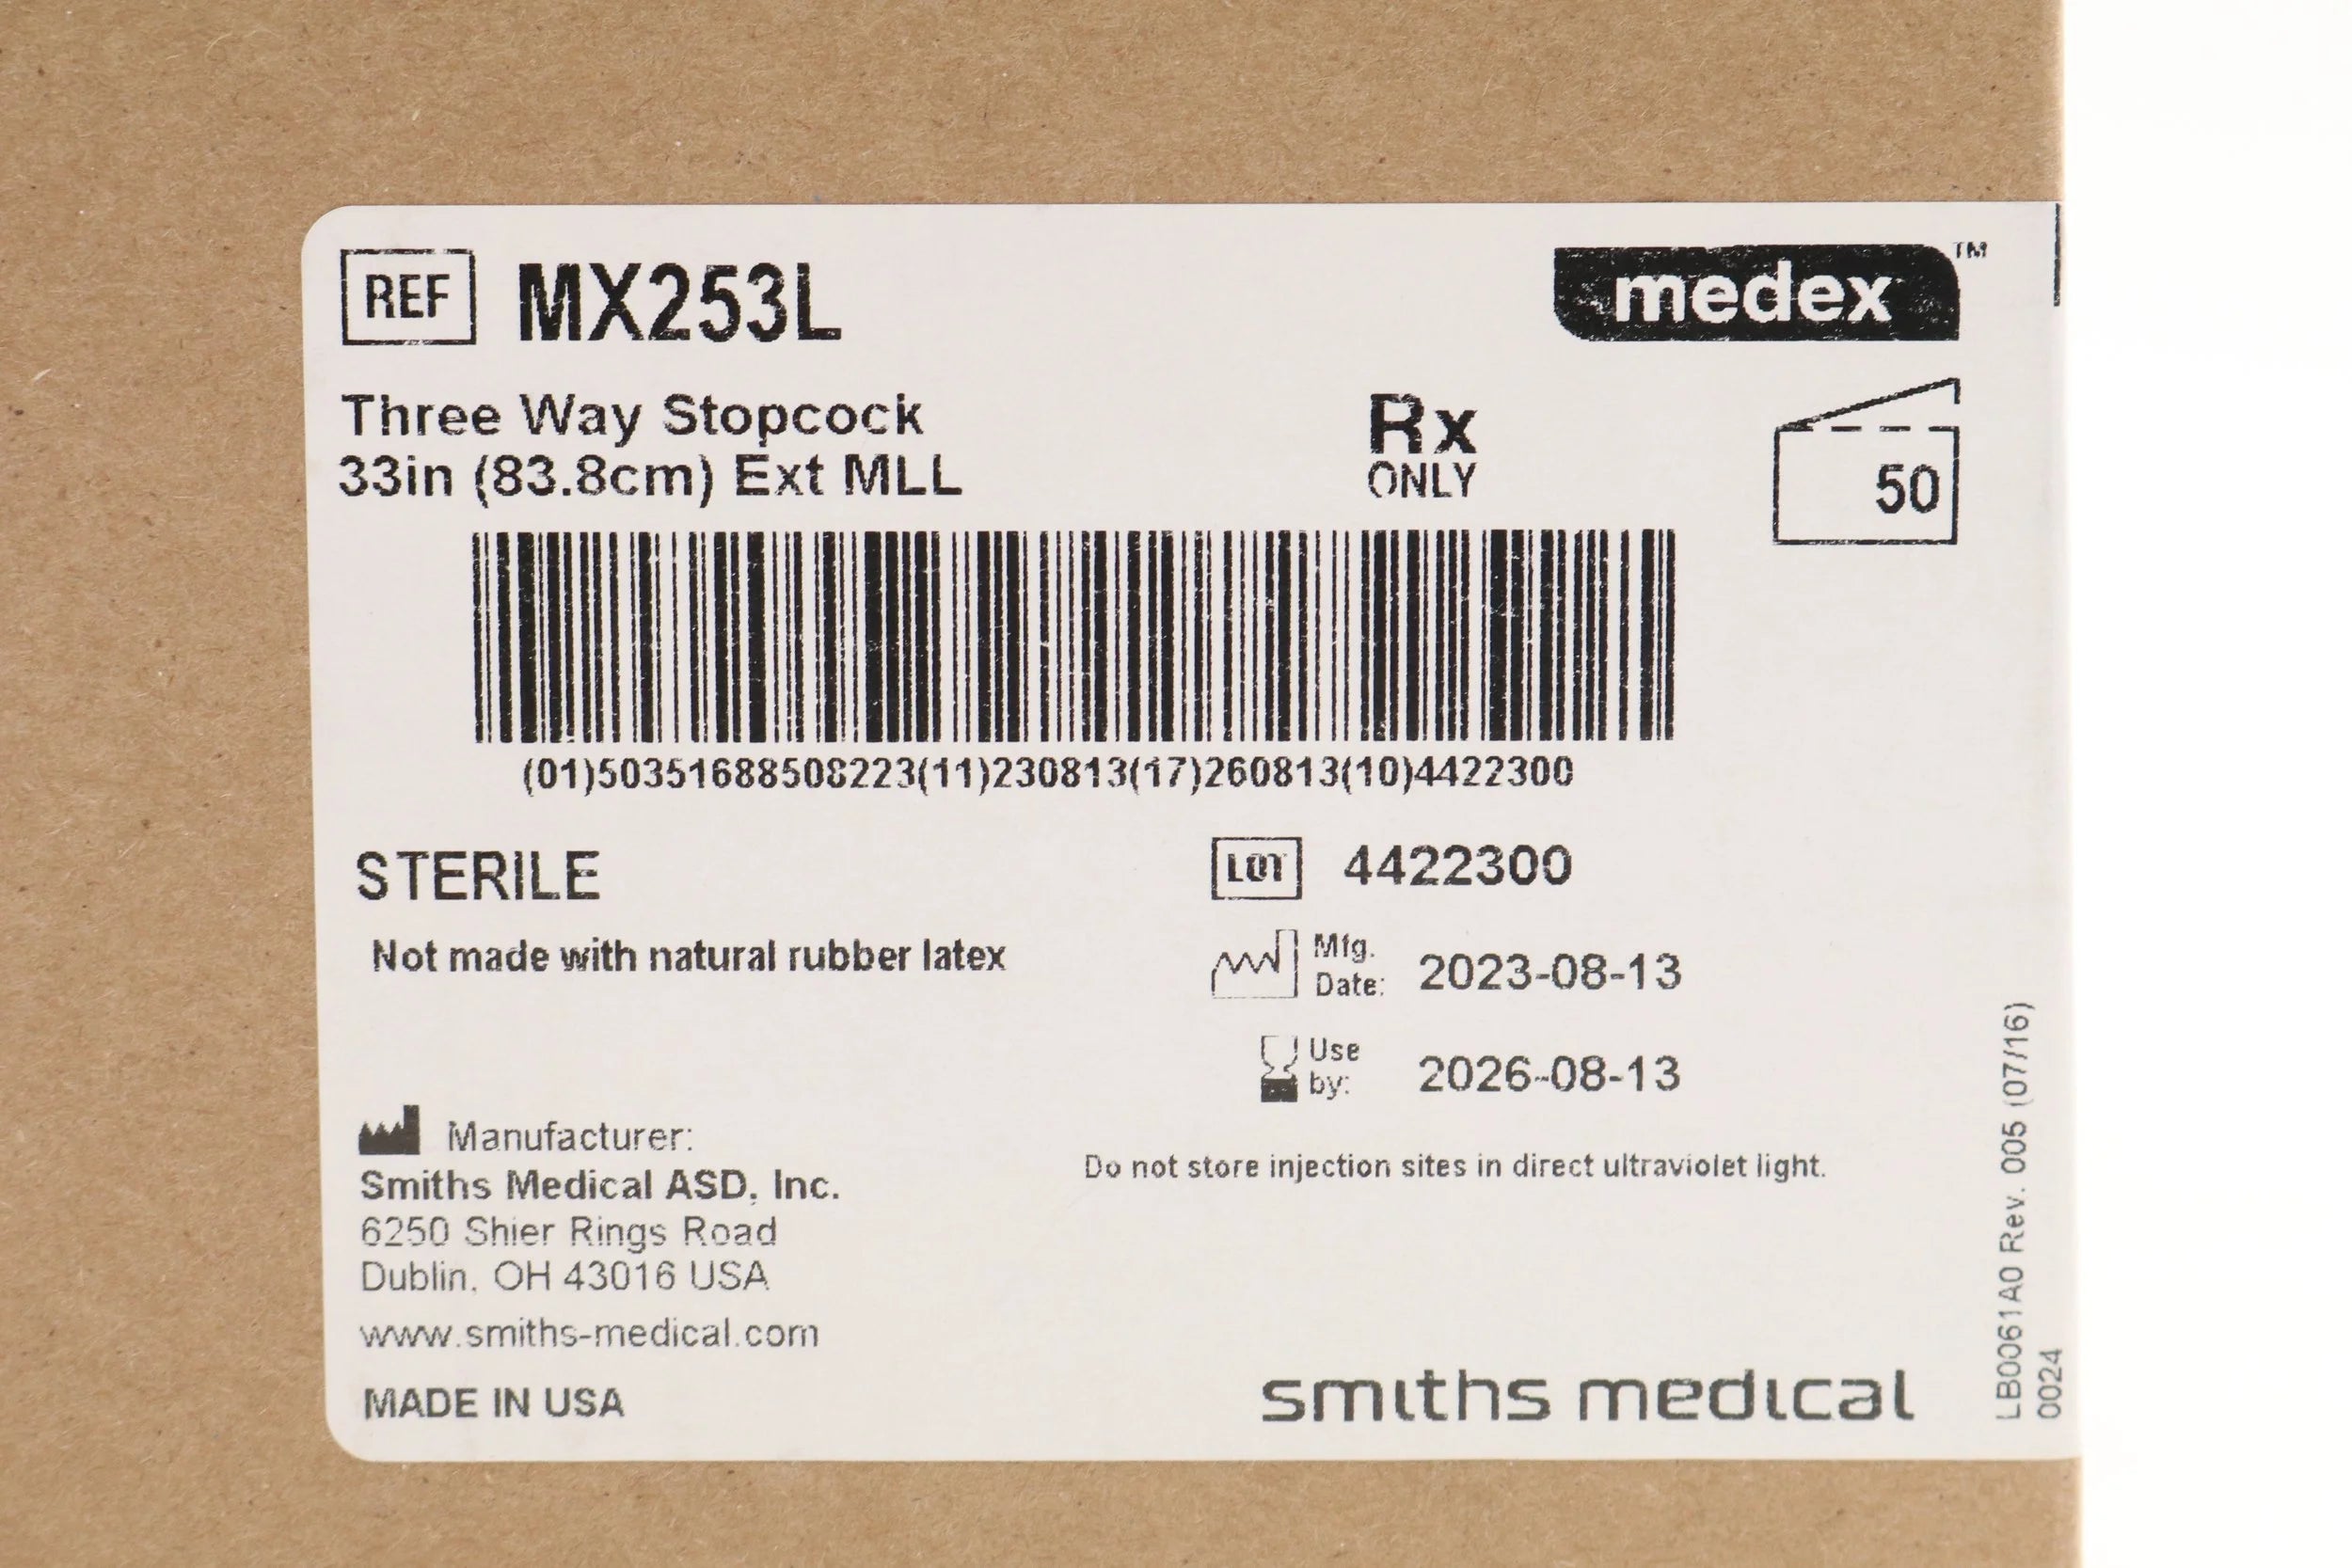 REF MX253L
medex™
Three Way Stopcock
33in (83.8cm) Ext MLL
Rx
ONLY
50
(01)50351688508223(11)230813(17)260813(10)4422300
STERILE
LOT 4422300
Not made with natural rubber latex
Mfg.
Date: 2023-08-13
Use
by: 2026-08-13
Manufacturer:
Smiths Medical ASD, Inc.
6250 Shier Rings Road
Dublin, OH 43016 USA
www.smiths-medical.com
MADE IN USA
Do not store injection sites in direct ultraviolet light.
smiths medical
LB0061A0 Rev. 005 (07/16)
0024